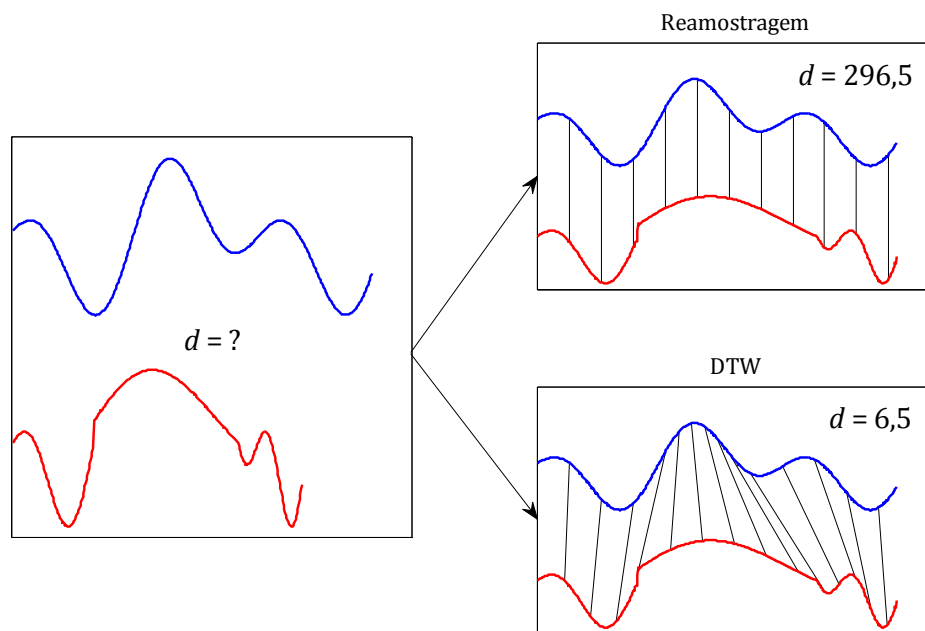 Reamostragem
d = 296,5
d = ?
DTW
d = 6,5